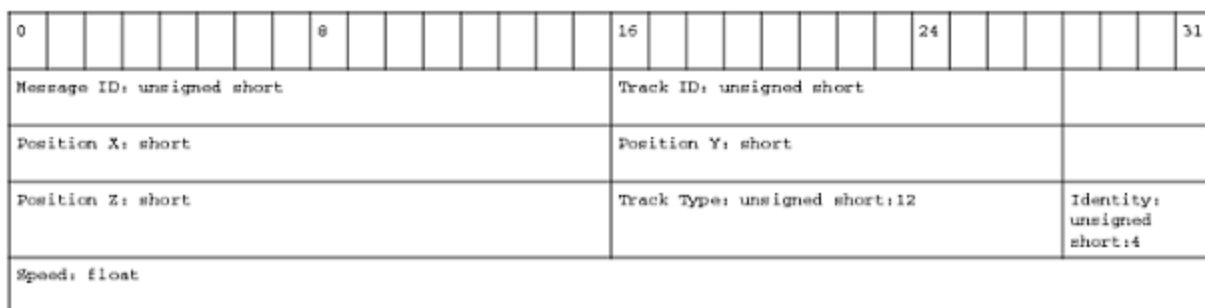 0 8 16 24 31
Message ID: unsigned short Track ID: unsigned short
Position X: short Position Y: short
Position Z: short Track Type: unsigned short:12 Identity:
unsigned
short:4
Speed: float